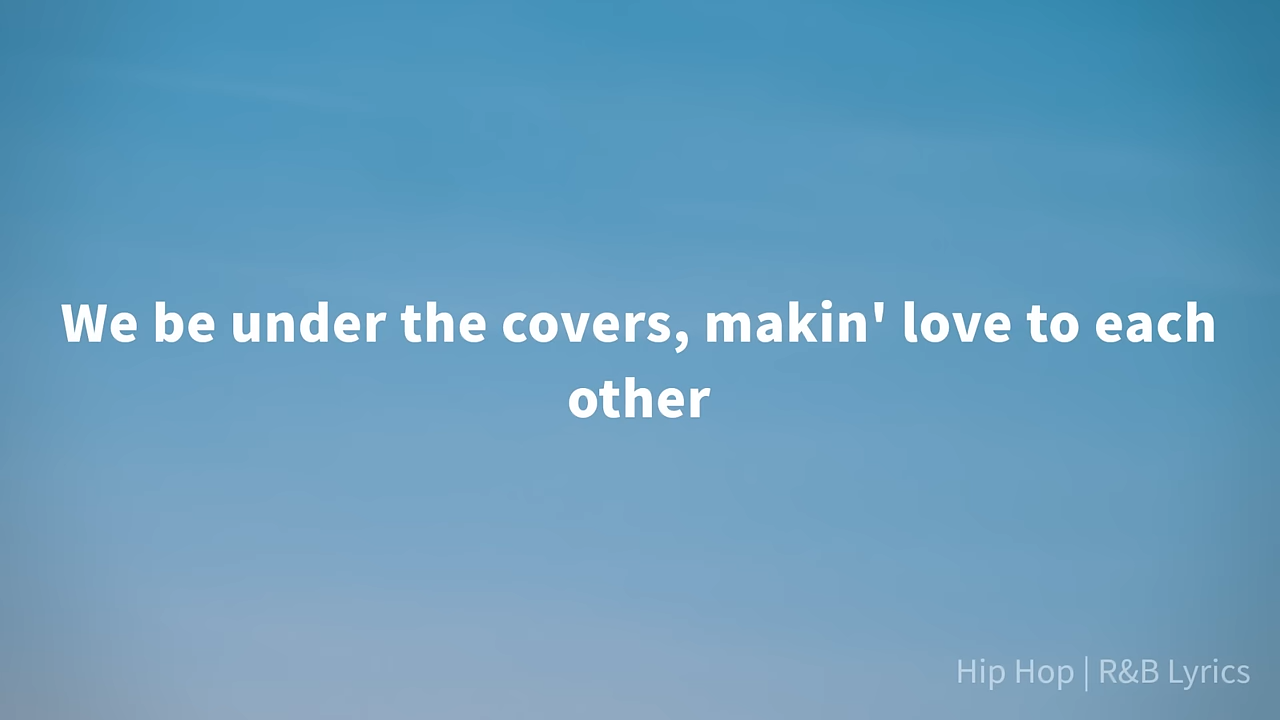 We be under the covers, makin' love to each
other
Hip Hop | R&B Lyrics